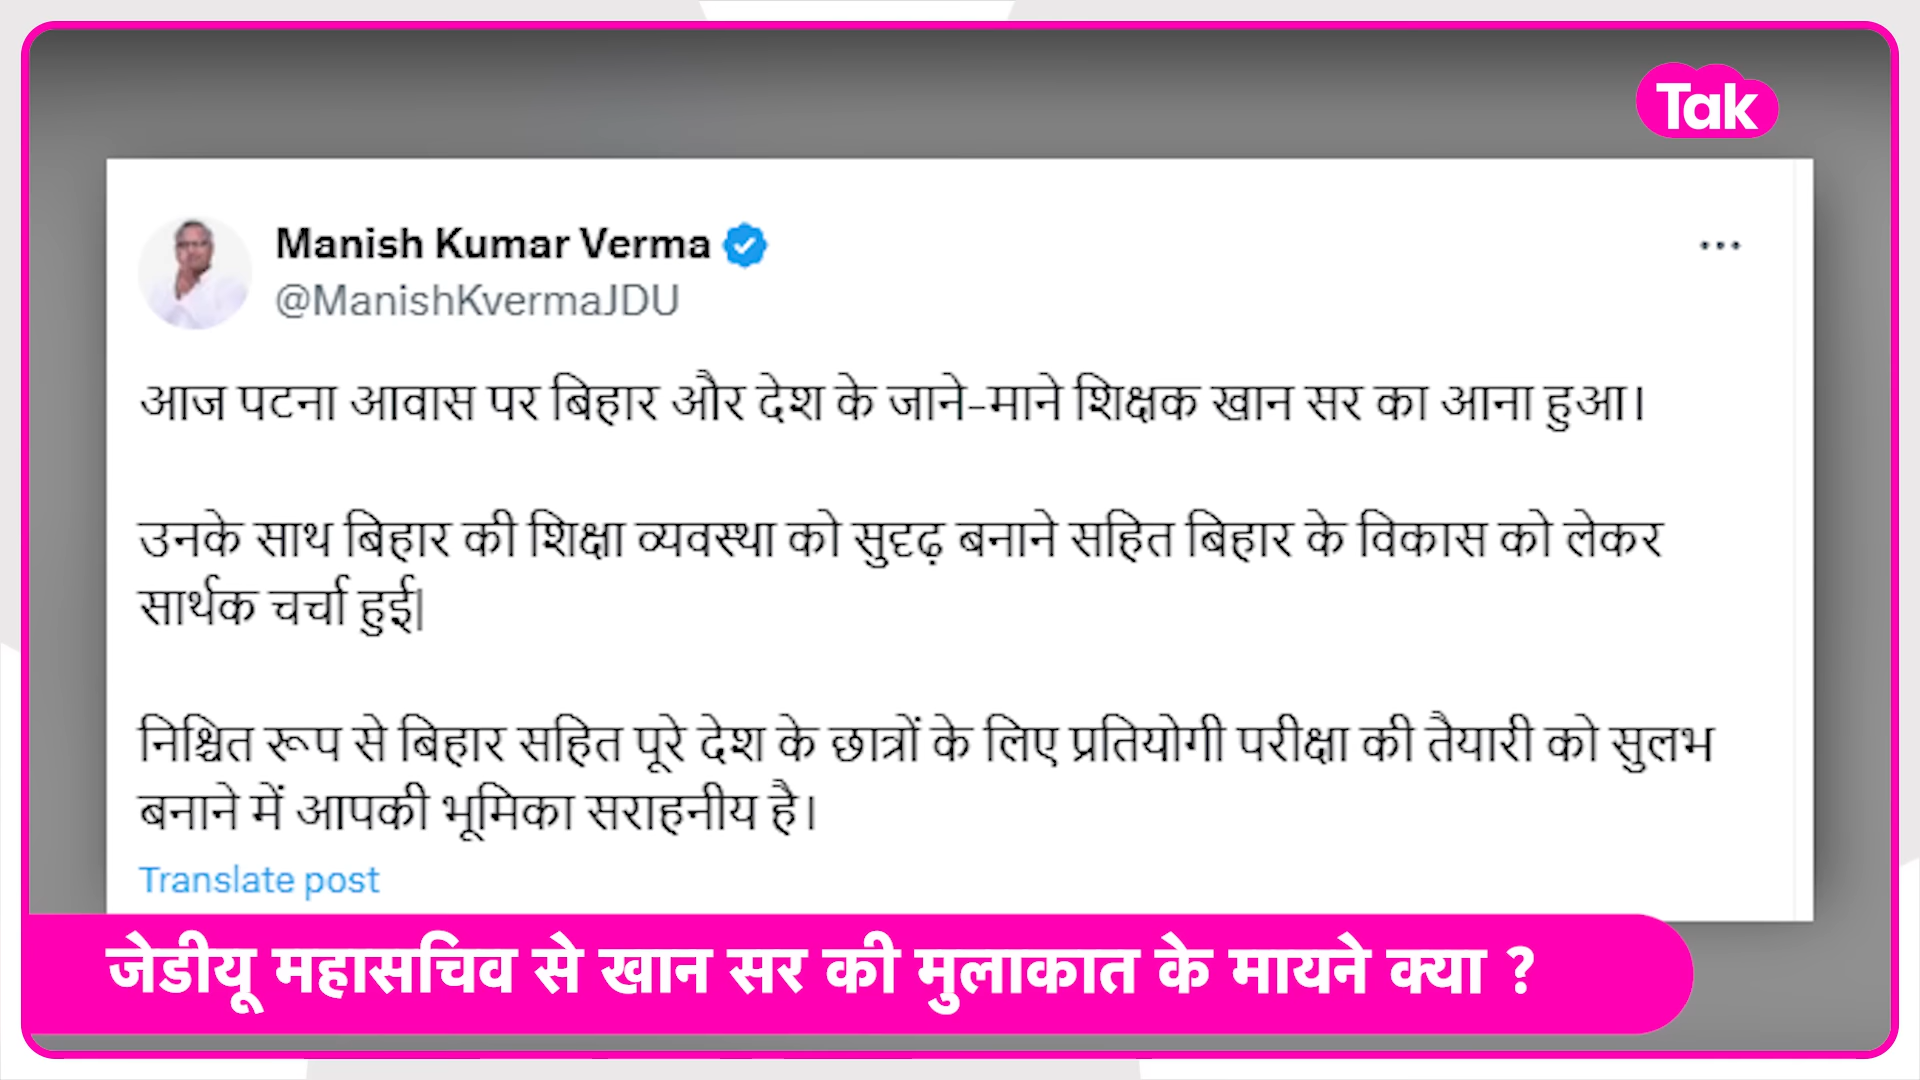 Tak
Manish Kumar Verma
@ManishKvermaJDU
...
आज पटना आवास पर बिहार और देश के जाने-माने शिक्षक खान सर का आना हुआ।
उनके साथ बिहार की शिक्षा व्यवस्था को सुदृढ़ बनाने सहित बिहार के विकास को लेकर
सार्थक चर्चा हुई|
निश्चित रूप से बिहार सहित पूरे देश के छात्रों के लिए प्रतियोगी परीक्षा की तैयारी को सुलभ
बनाने में आपकी भूमिका सराहनीय है।
Translate post
जेडीयू महासचिव से खान सर की मुलाकात के मायने क्या ?